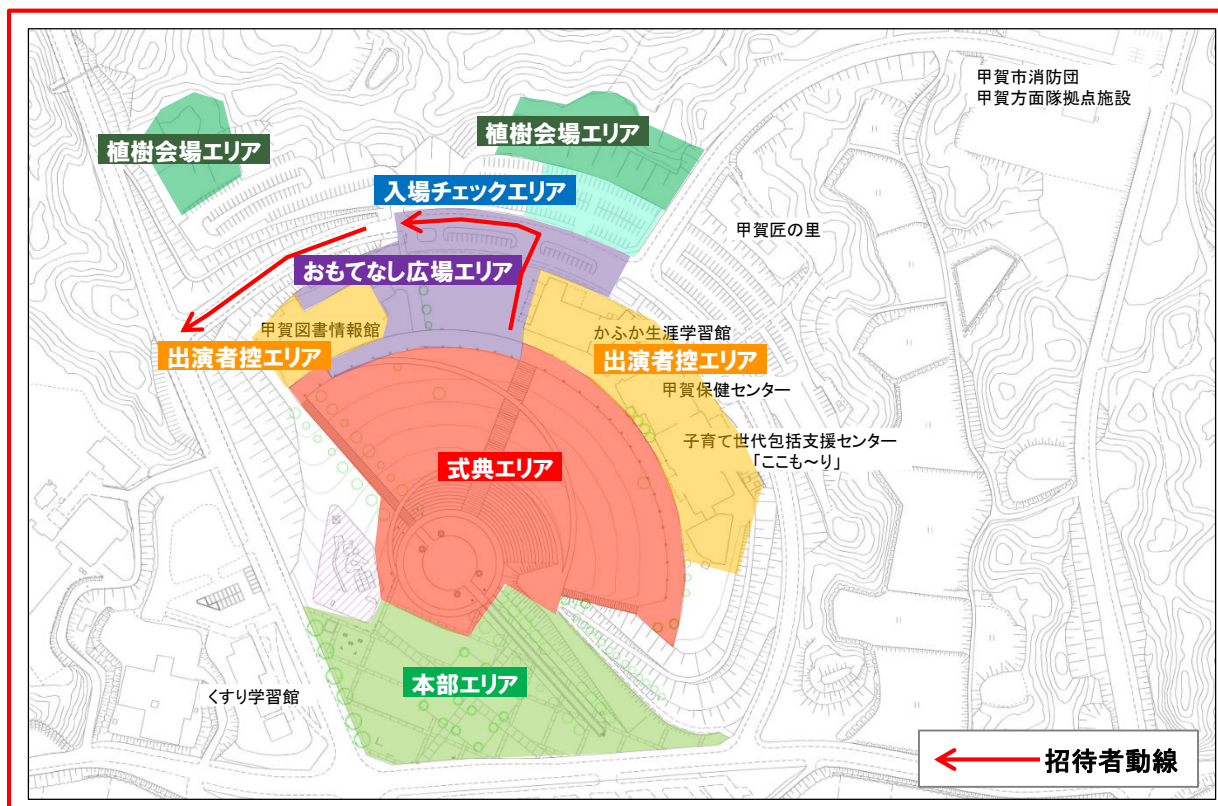 甲賀市消防団
甲賀方面隊拠点施設
植樹会場エリア
植樹会場エリア
入場チェックエリア
甲賀匠の里
おもてなし広場エリア
甲賀図書情報館
かふか生涯学習館
出演者控エリア
出演者控エリア
甲賀保健センター
子育て世代包括支援センター
「ここも～り」
式典エリア
本部エリア
くすり学習館
招待者動線